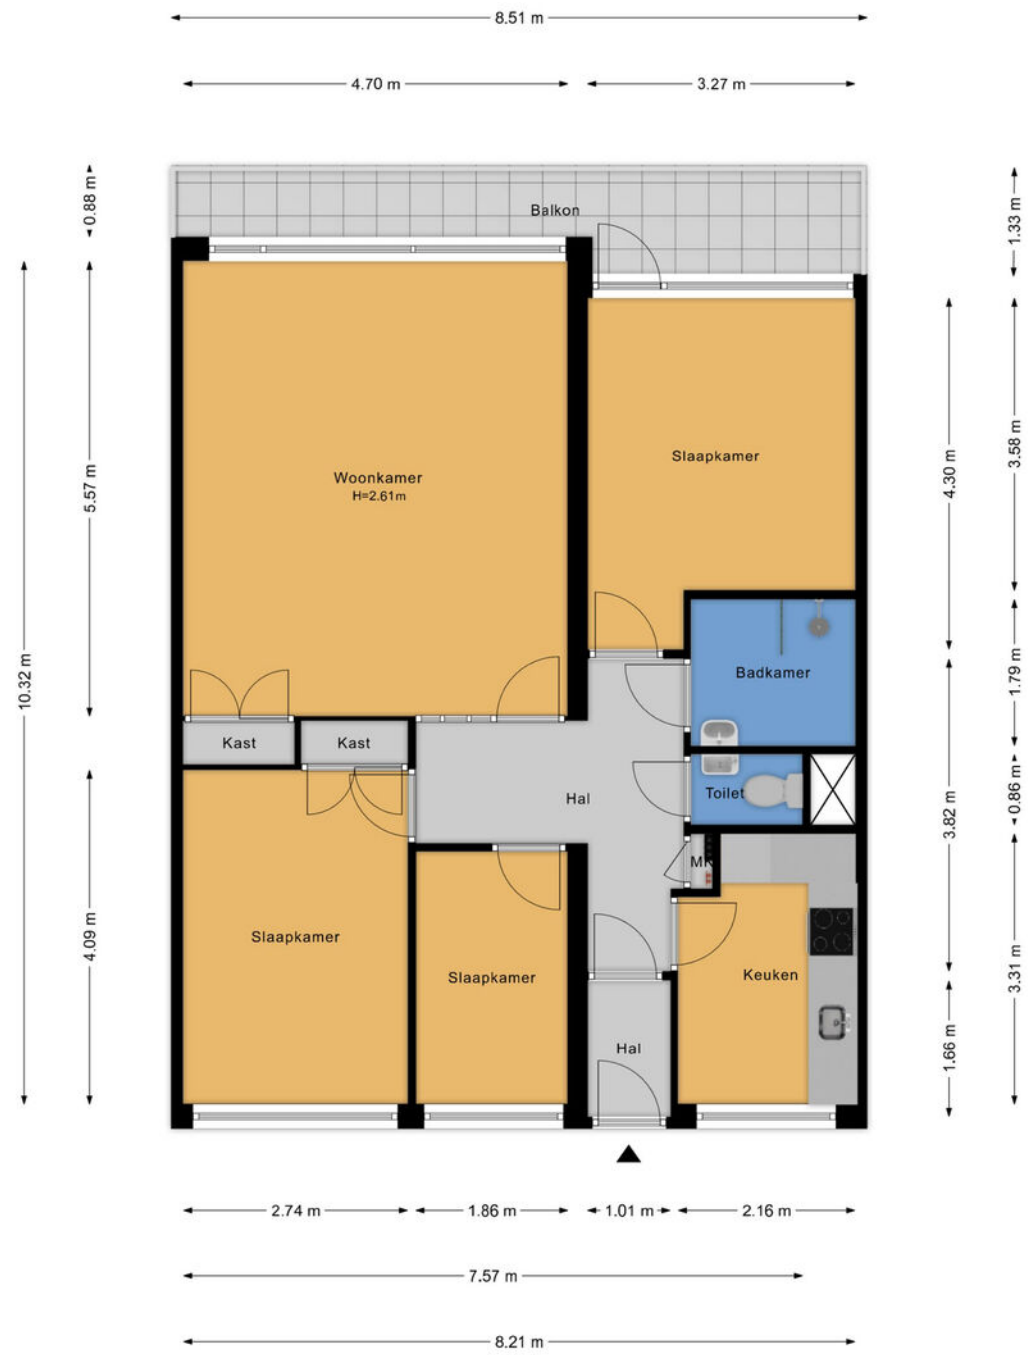 8.51 m
4.70 m
3.27 m
0.88 m
1.33 m
Balkon
10.32 m
5.57 m
4.30 m
3.58 m
Woonkamer
H=2.61m
Slaapkamer
Badkamer
1.79 m
Kast
Kast
Hal
Toilet
3.82 m
0.86 m
MK
4.09 m
Slaapkamer
Slaapkamer
Keuken
3.31 m
Hal
1.66 m
2.74 m
1.86 m
1.01 m
2.16 m
7.57 m
8.21 m